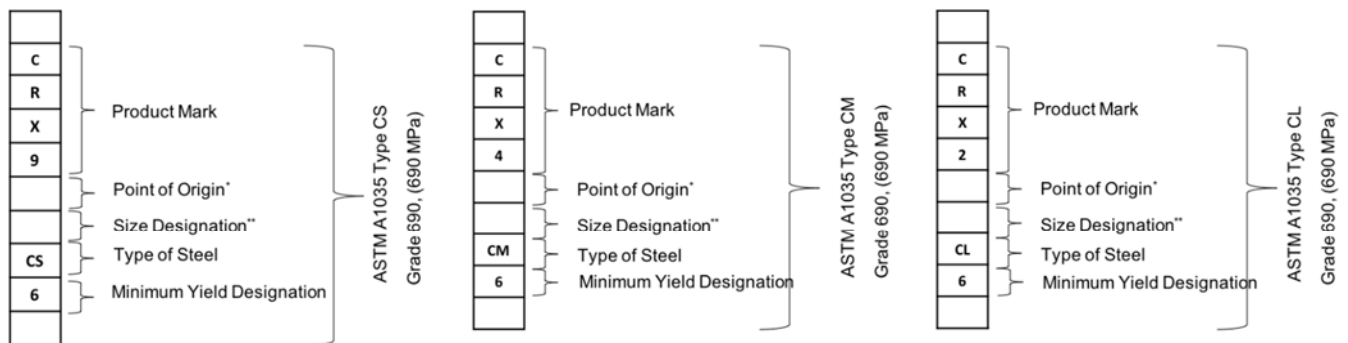 C
R
X
9
CS
6
Product Mark
Point of Origin*
Size Designation**
Type of Steel
Minimum Yield Designation
ASTM A1035 Type CS
Grade 690, (690 MPa)
C
R
X
4
CM
6
Product Mark
Point of Origin*
Size Designation**
Type of Steel
Minimum Yield Designation
ASTM A1035 Type CM
Grade 690, (690 MPa)
C
R
X
2
CL
6
Product Mark
Point of Origin*
Size Designation**
Type of Steel
Minimum Yield Designation
ASTM A1035 Type CL
Grade 690, (690 MPa)